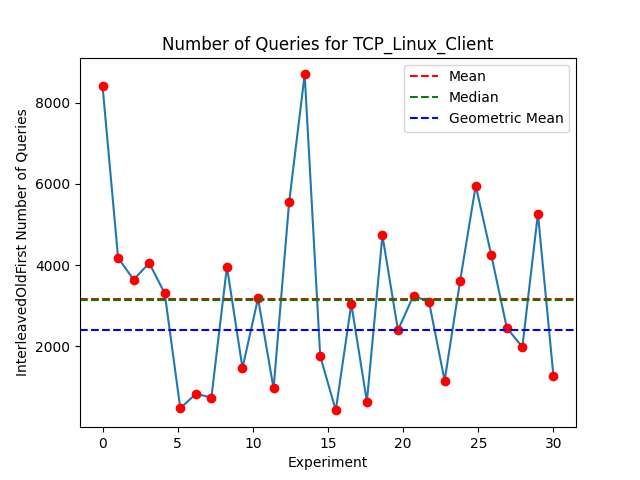 Number of Queries for TCP_Linux_Client
InterleavedOldFirst Number of Queries
8000
6000
4000
2000
Mean
Median
Geometric Mean
0 5 10 15 20 25 30
Experiment